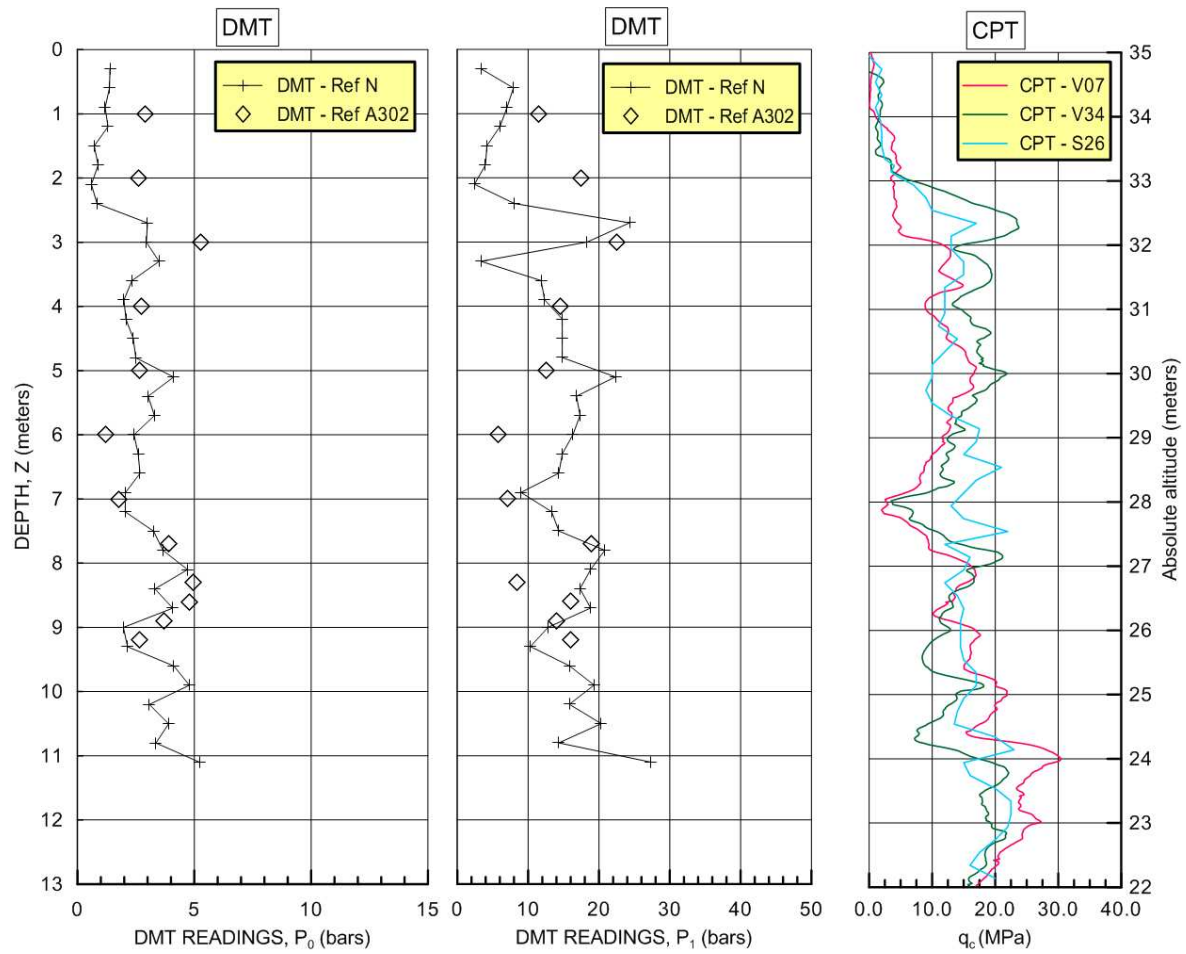 DMT
DMT
CPT
DMT - Ref N
DMT - Ref A302
DMT - Ref N
DMT - Ref A302
CPT - V07
CPT - V34
CPT - S26
0
1
2
3
4
5
6
7
8
9
10
11
12
13
DEPTH, Z (meters)
0
5
10
15
DMT READINGS, P0 (bars)
0
10
20
30
40
50
DMT READINGS, P1 (bars)
35
34
33
32
31
30
29
28
27
26
25
24
23
22
Absolute altitude (meters)
0.0
10.0
20.0
30.0
40.0
qc (MPa)